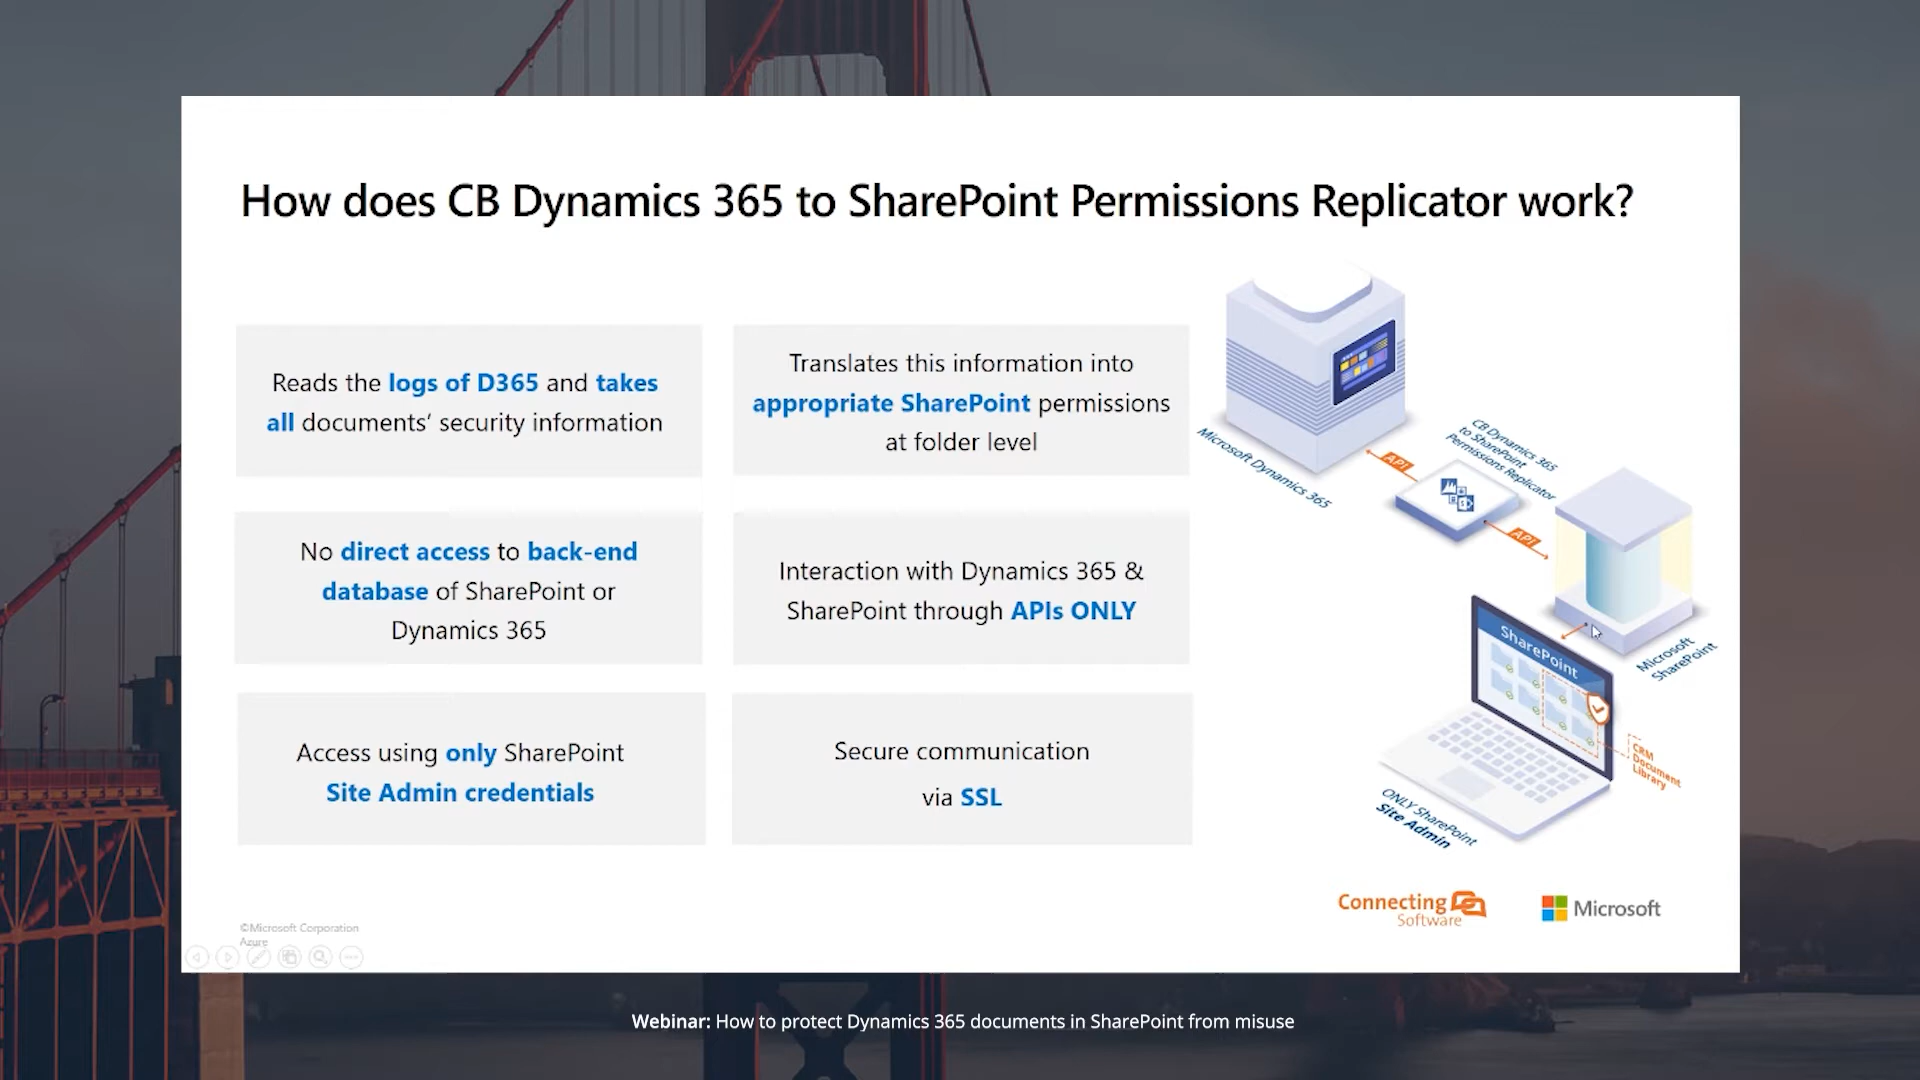 How does CB Dynamics 365 to SharePoint Permissions Replicator work?
Reads the logs of D365 and takes
all documents’ security information
Translates this information into
appropriate SharePoint permissions
at folder level
No direct access to back-end
database of SharePoint or
Dynamics 365
Interaction with Dynamics 365 &
SharePoint through APIs ONLY
Access using only SharePoint
Site Admin credentials
Secure communication
via SSL
Microsoft Dynamics 365
API
CB Dynamics 365
to SharePoint
Permissions Replicator
API
Microsoft
SharePoint
SharePoint
CRM
Document
Library
ONLY SharePoint
Site Admin
Connecting
Software
Microsoft
©Microsoft Corporation
Azure
Webinar: How to protect Dynamics 365 documents in SharePoint from misuse